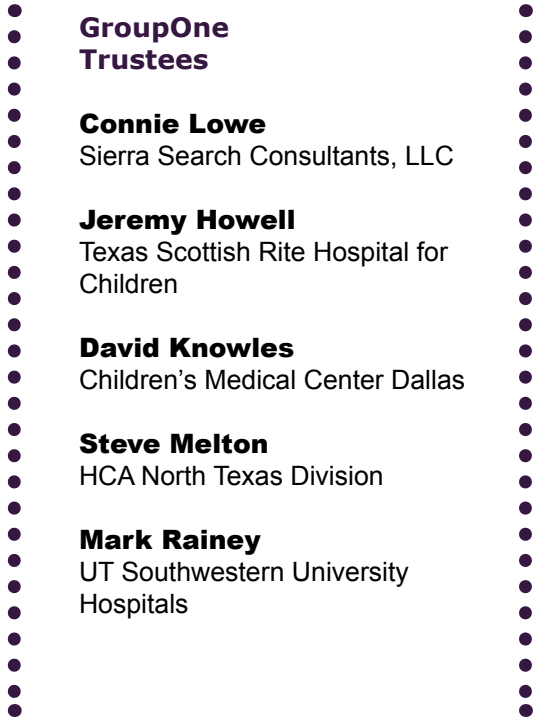 GroupOne
Trustees
Connie Lowe
Sierra Search Consultants, LLC
Jeremy Howell
Texas Scottish Rite Hospital for
Children
David Knowles
Children’s Medical Center Dallas
Steve Melton
HCA North Texas Division
Mark Rainey
UT Southwestern University
Hospitals